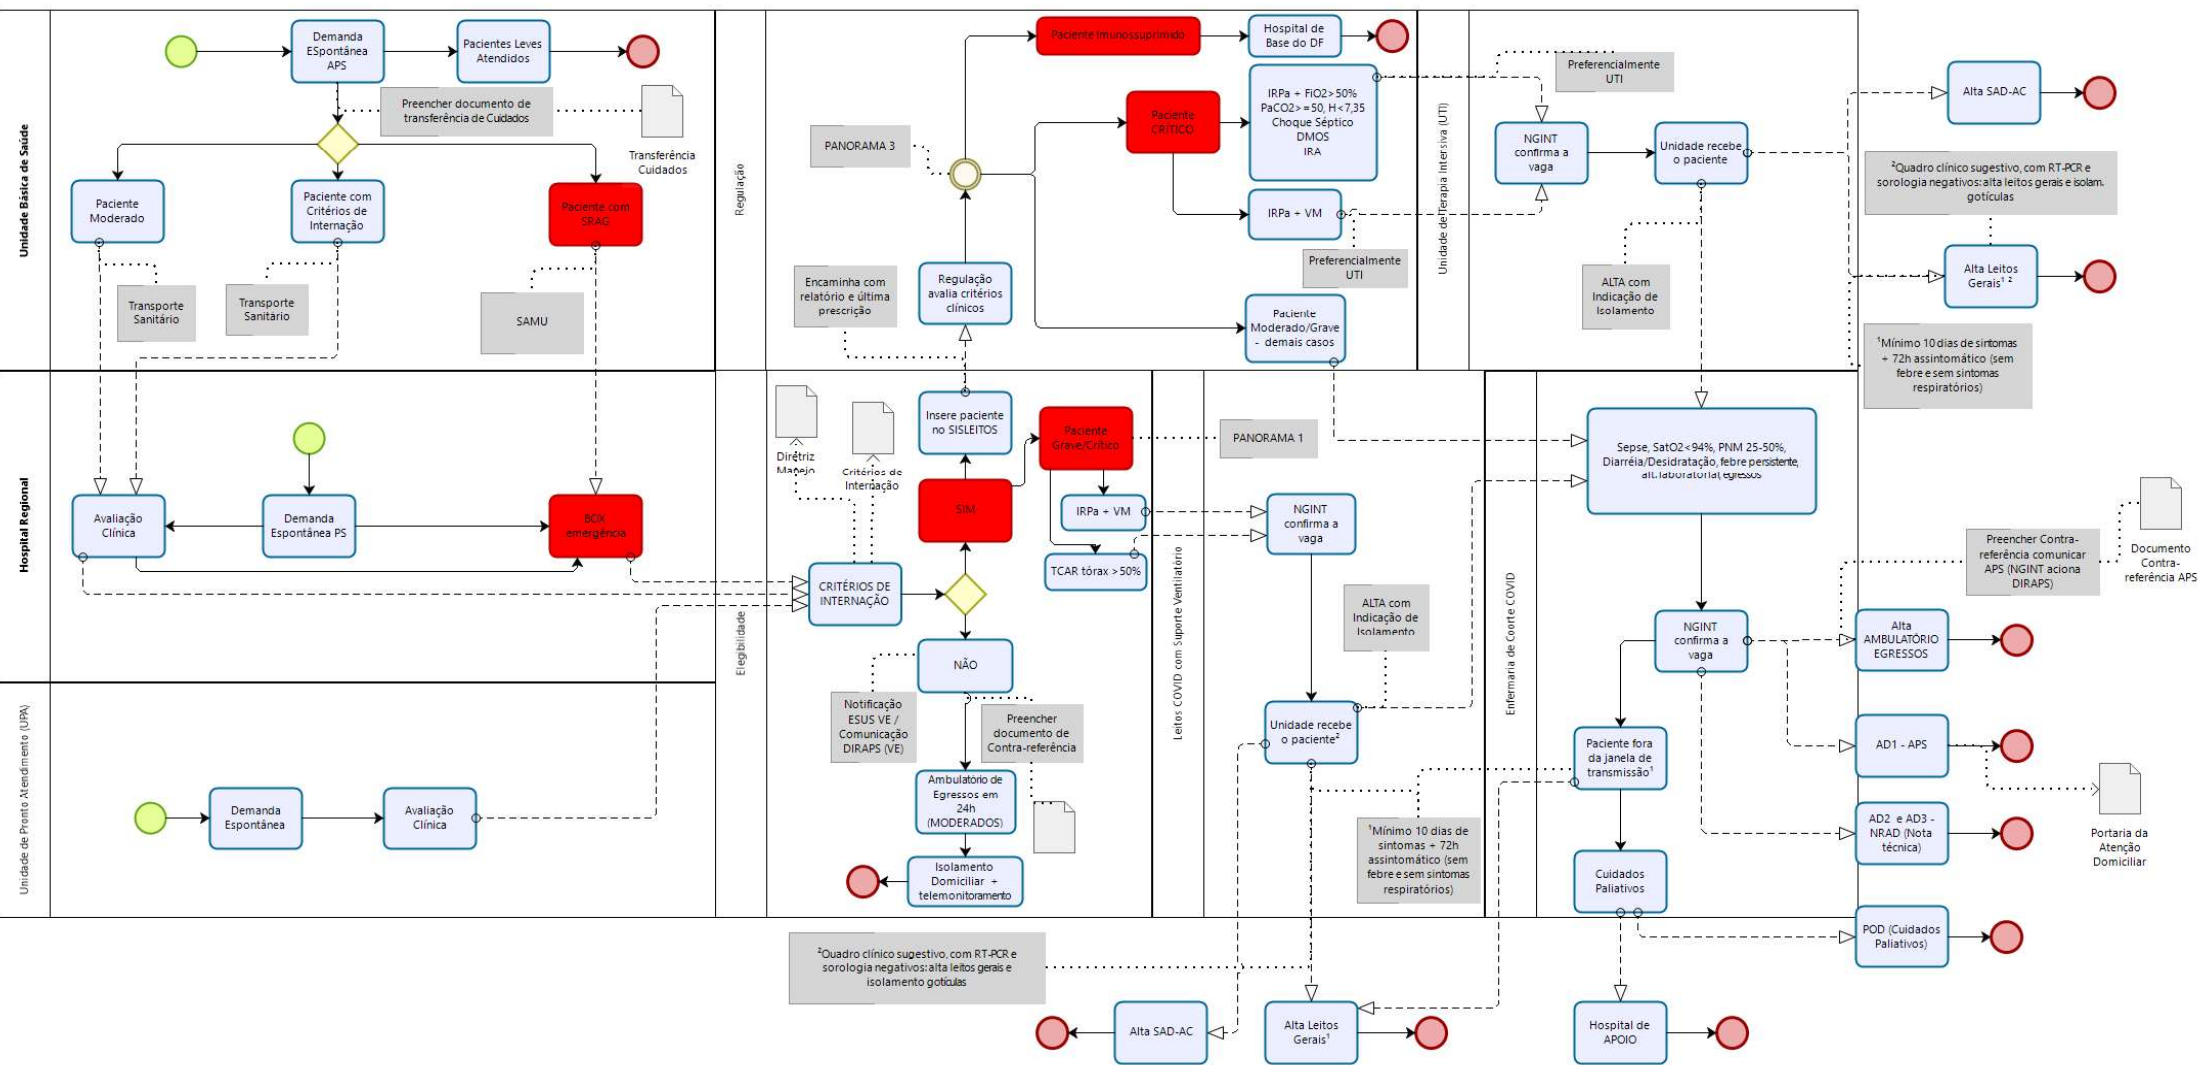 Unidade Básica de Saúde
Demanda
ESpontânea
APS
Pacientes Leves
Atendidos
Preencher documento de
transferência de Cuidados
Transferência
Cuidados
Paciente
Moderado
Paciente com
Critérios de
Internação
Paciente com
SRAG
Transporte
Sanitário
Transporte
Sanitário
SAMU
Hospital Regional
Avaliação
Clínica
Demanda
Espontânea PS
BOX
emergência
Unidade de Pronto Atendimento (UPA)
Demanda
Espontânea
Avaliação
Clínica
Regulação
Paciente Imunossuprimido
Hospital de
Base do DF
PANORAMA 3
Paciente
CRÍTICO
IRPa + FiO2>50%
PaCO2>=50, H<7,35
Choque Séptico
DMOS
IRA
IRPa + VM
Preferencialmente
UTI
Encaminha com
relatório e última
prescrição
Regulação
avalia critérios
clínicos
Paciente
Moderado/Grave
- demais casos
Unidade de Terapia Intensiva (UTI)
Preferencialmente
UTI
NGINT
confirma a
vaga
Unidade recebe
o paciente
ALTA com
Indicação de
Isolamento
Alta SAD-AC
²Quadro clínico sugestivo, com RT-PCR e
sorologia negativos: alta leitos gerais e isolam.
gotículas
Alta Leitos
Gerais¹ ²
¹Mínimo 10 dias de sintomas
+ 72h assintomático (sem
febre e sem sintomas
respiratórios)
Elegibilidade
Diretriz
Manejo
Critérios de
Internação
Insere paciente
no SISLEITOS
Paciente
Grave/Crítico
PANORAMA 1
SIM
IRPa + VM
TCAR tórax >50%
CRITÉRIOS DE
INTERNAÇÃO
NÃO
Notificação
ESUS VE /
Comunicação
DIRAPS (VE)
Preencher
documento de
Contra-referência
Ambulatório de
Egressos em
24h
(MODERADOS)
Isolamento
Domiciliar +
telemonitoramento
Leitos COVID com Suporte Ventilatório
NGINT
confirma a
vaga
ALTA com
Indicação de
Isolamento
Unidade recebe
o paciente²
¹Mínimo 10 dias de
sintomas + 72h
assintomático (sem
febre e sem sintomas
respiratórios)
Enfermaria de Coorte COVID
Sepse, SatO2<94%, PNM 25-50%,
Diarréia/Desidratação, febre persistente,
alt. laboratorial, egressos
NGINT
confirma a
vaga
Paciente fora
da janela de
transmissão¹
Cuidados
Paliativos
Preencher Contra-
referência comunicar
APS (NGINT aciona
DIRAPS)
Documento
Contra-
referência APS
Alta
AMBULATÓRIO
EGRESSOS
AD1 - APS
AD2 e AD3 -
NRAD (Nota
técnica)
Portaria da
Atenção
Domiciliar
POD (Cuidados
Paliativos)
²Quadro clínico sugestivo, com RT-PCR e
sorologia negativos: alta leitos gerais e
isolamento gotículas
Alta SAD-AC
Alta Leitos
Gerais¹
Hospital de
APOIO